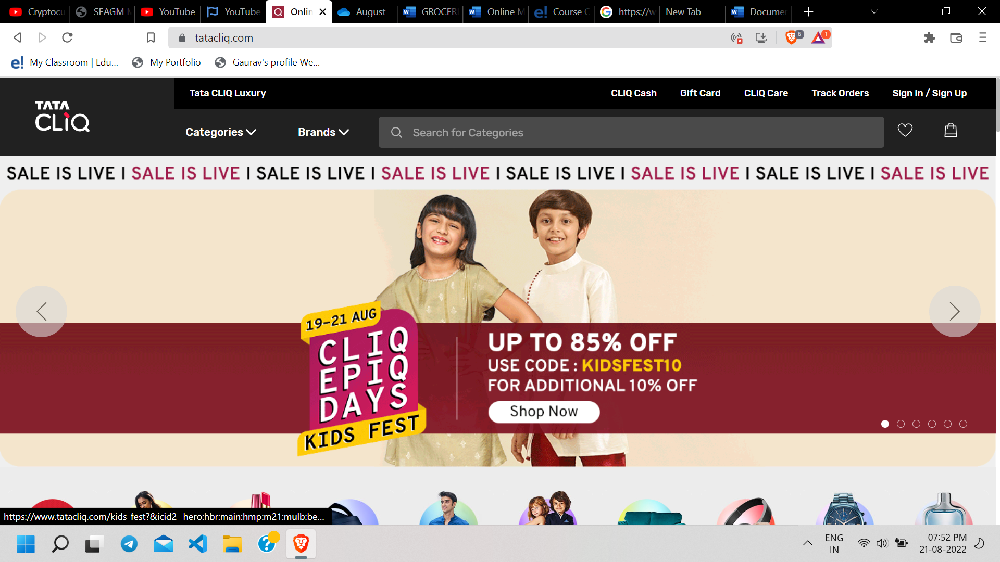 Cryptocu
SEAGM
YouTube
YouTube
Onlin
August -
GROCER
Online M
Course C
https://w
New Tab
Documer
tatacliq.com
6
1
My Classroom | Edu...
My Portfolio
Gaurav's profile We...
Tata CLiQ Luxury
CLiQ Cash
Gift Card
CLiQ Care
Track Orders
Sign in / Sign Up
TATA
CLiQ
Categories
Brands
Search for Categories
SALE IS LIVE I SALE IS LIVE I SALE IS LIVE I SALE IS LIVE I SALE IS LIVE I SALE IS LIVE I SALE IS LIVE I SALE IS LIVE
19-21 AUG
CLIQ
EPIQ
DAYS
KIDS FEST
UP TO 85% OFF
USE CODE : KIDSFEST10
FOR ADDITIONAL 10% OFF
Shop Now
https://www.tatacliq.com/kids-fest?&icid2=hero:hbr:main:hmp:m21:mulb:be...
ENG
IN
07:52 PM
21-08-2022